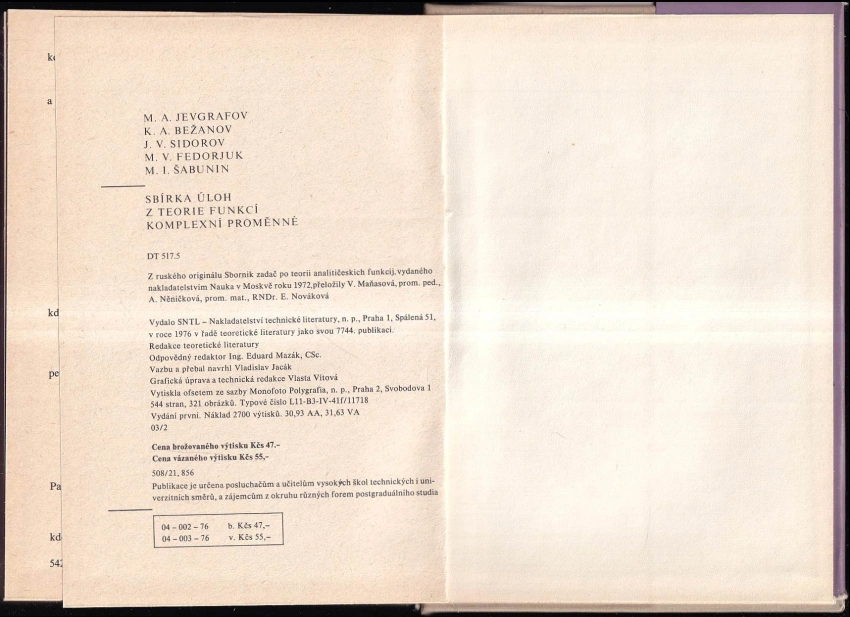 M. A. JEVGRAFOV
K. A. BEŽANOV
J. V. SIDOROV
M. V. FEDORJUK
M. I. ŠABUNIN
SBÍRKA ÚLOH
Z TEORIE FUNKCÍ
KOMPLEXNÍ PROMĚNNÉ
DT 517.5
Z ruského originálu Sbornik zadač po teorii analitičeskich funkcij, vydaného
nakladatelstvím Nauka v Moskvě roku 1972, přeložily V. Maňasová, prom. ped.,
A. Něničková, prom. mat., RNDr. E. Nováková
Vydalo SNTL – Nakladatelství technické literatury, n. p., Praha 1, Spálená 51,
v roce 1976 v řadě teoretické literatury jako svou 7744. publikaci.
Redakce teoretické literatury
Odpovědný redaktor Ing. Eduard Mazák, CSc.
Vazbu a přebal navrhl Vladislav Jacák
Grafická úprava a technická redakce Vlasta Vítová
Vytiskla ofsetem ze sazby Monofoto Polygrafia, n. p., Praha 2, Svobodova 1
544 stran, 321 obrázků. Typové číslo L11-B3-IV-41f/11718
Vydání první. Náklad 2700 výtisků. 30,93 AA, 31,63 VA
03/2
Cena brožovaného výtisku Kčs 47.–
Cena vázaného výtisku Kčs 55,–
508/21, 856
Publikace je určena posluchačům a učitelům vysokých škol technických i uni-
verzitních směrů, a zájemcům z okruhu různých forem postgraduálního studia
04 – 002 – 76 b. Kčs 47,–
04 – 003 – 76 v. Kčs 55,–
a
kd
pe
Pa
kd
542